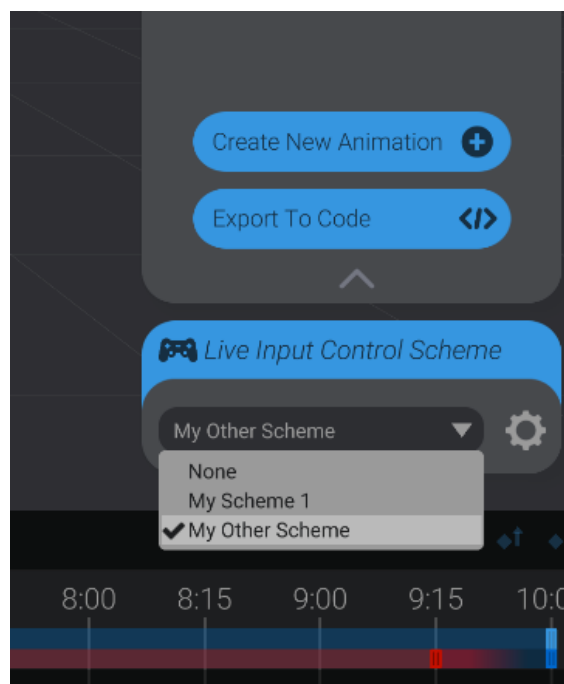 Create New Animation
Export To Code
Live Input Control Scheme
My Other Scheme
None
My Scheme 1
My Other Scheme
8:00 8:15 9:00 9:15